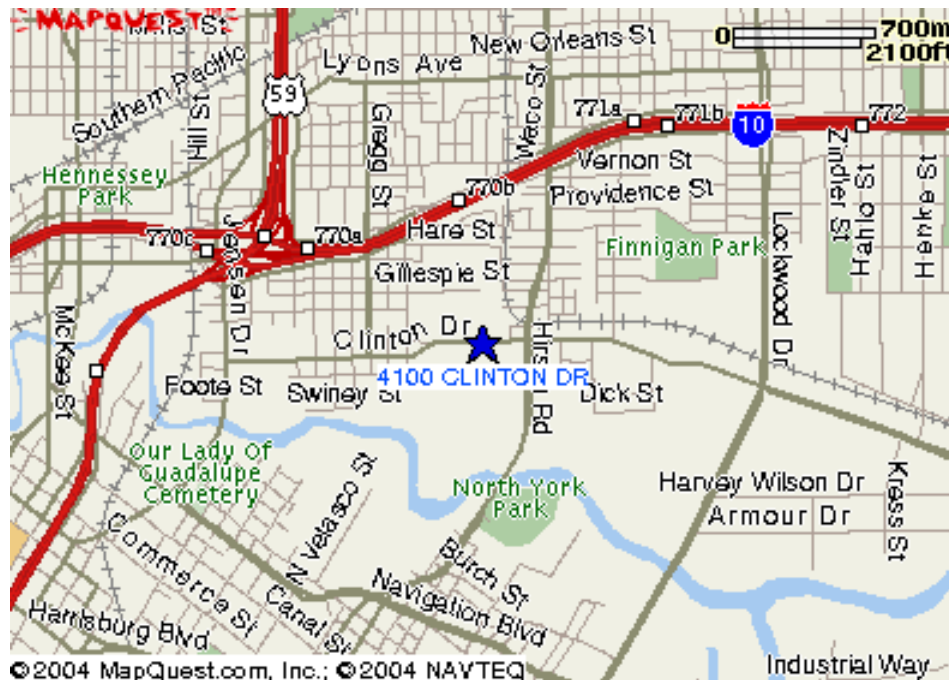 MAPQUEST
Mills St
New Orleans St
0 700m
2100ft
Lyons Ave
Southern Pacific
59
Hill St
Gregg St
Waco St
771a
771b
10
772
Vernon St
Providence St
Zindler St
Kahlo St
Henke St
Hennessey
Park
770c
770a
770b
Hare St
Finnigan Park
Gillespie St
Jensen Dr
Lockwood Dr
McKee St
Clinton Dr
4100 CLINTON DR
Foote St
Swiney St
Dick St
Our Lady Of
Guadalupe
Cemetery
N Velasco St
North York
Park
Harvey Wilson Dr
Armour Dr
Kress St
Commerce St
Canal St
Burch St
Navigation Blvd
Harrisburg Blvd
©2004 MapQuest.com, Inc.; ©2004 NAVTEQ
Industrial Way